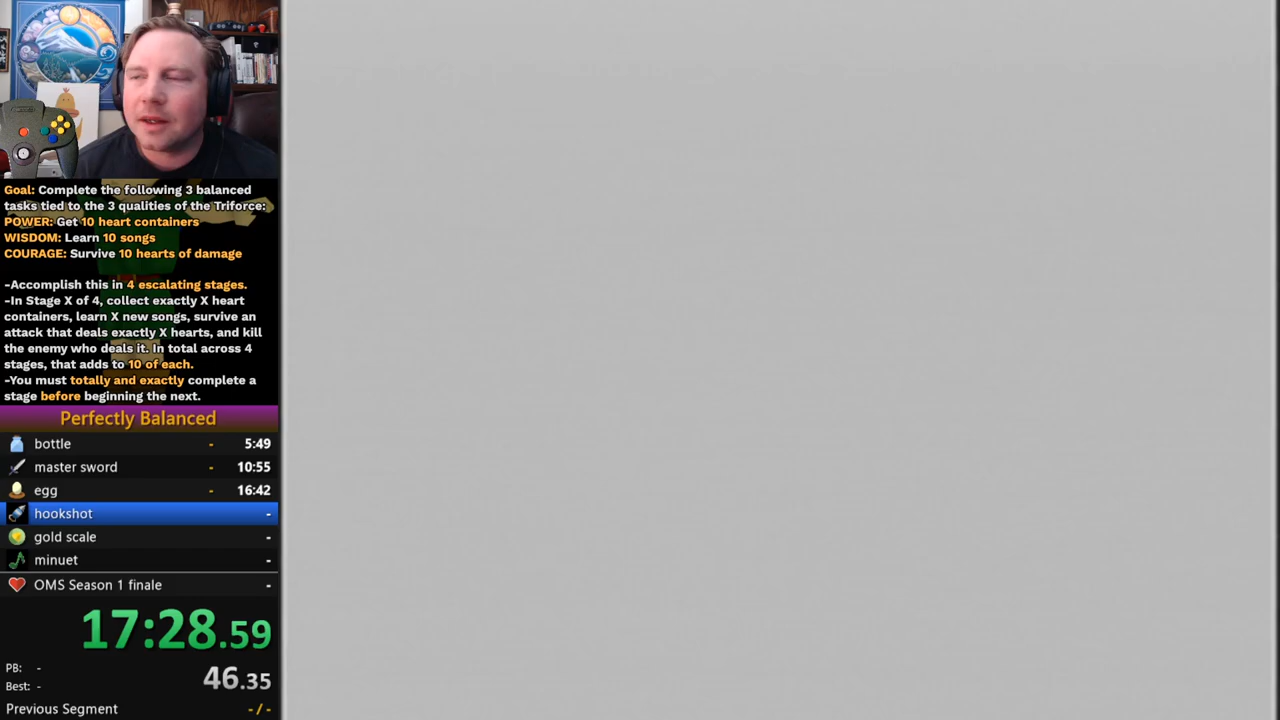 Goal: Complete the following 3 balanced
tasks tied to the 3 qualities of the Triforce:
POWER: Get 10 heart containers
WISDOM: Learn 10 songs
COURAGE: Survive 10 hearts of damage
-Accomplish this in 4 escalating stages.
-In Stage X of 4, collect exactly X heart
containers, learn X new songs, survive an
attack that deals exactly X hearts, and kill
the enemy who deals it. In total across 4
stages, that adds to 10 of each.
-You must totally and exactly complete a
stage before beginning the next.
Perfectly Balanced
bottle - 5:49
master sword - 10:55
egg - 16:42
hookshot -
gold scale -
minuet -
OMS Season 1 finale -
17:28.59
PB: -
46.35
Best: -
Previous Segment -/-